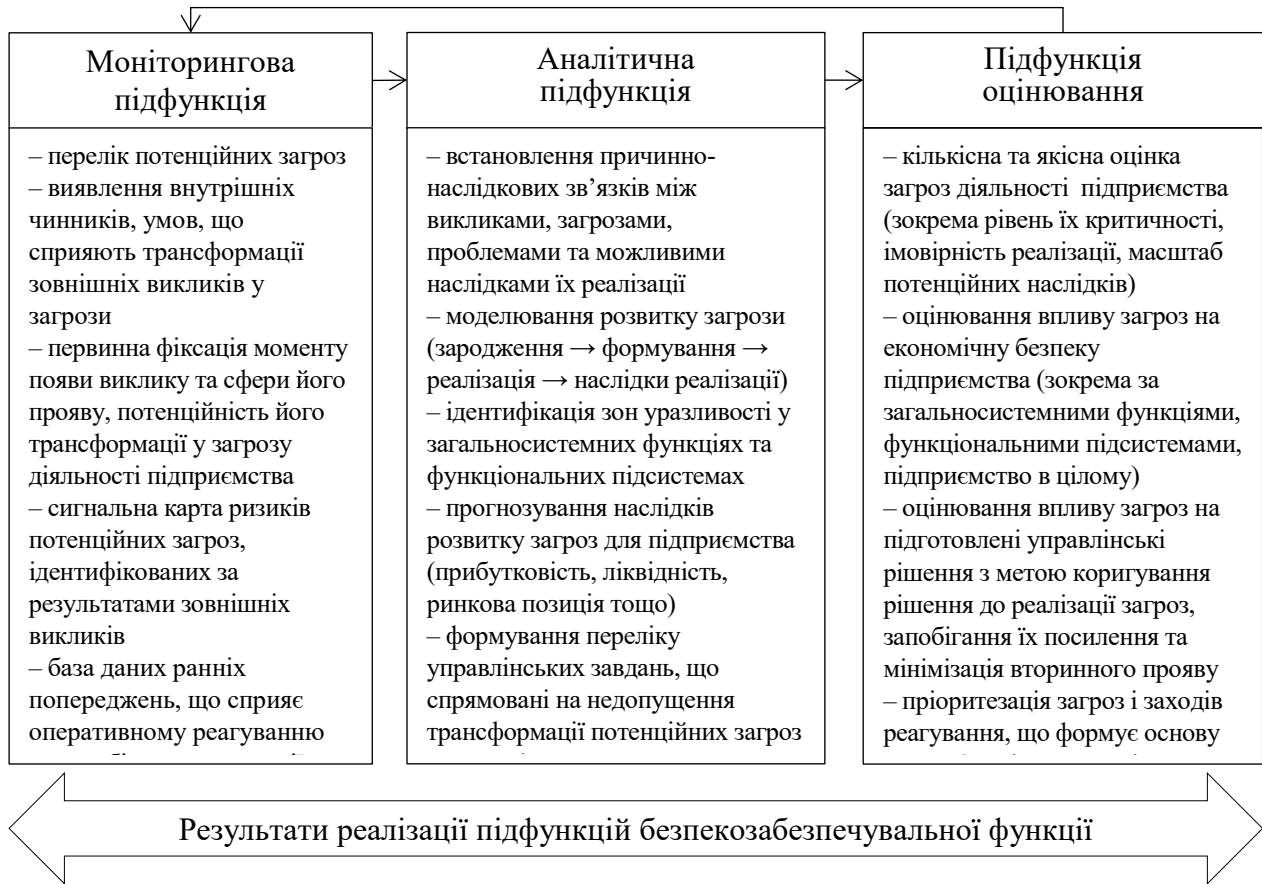 Моніторингова
підфункція
– перелік потенційних загроз
– виявлення внутрішніх
чинників, умов, що
сприяють трансформації
зовнішніх викликів у
загрози
– первинна фіксація моменту
появи виклику та сфери його
прояву, потенційність його
трансформації у загрозу
діяльності підприємства
– сигнальна карта ризиків
потенційних загроз,
ідентифікованих за
результатами зовнішніх
викликів
– база даних ранніх
попереджень, що сприяє
оперативному реагуванню
Аналітична
підфункція
– встановлення причинно-
наслідкових зв’язків між
викликами, загрозами,
проблемами та можливими
наслідками їх реалізації
– моделювання розвитку загрози
(зародження → формування →
реалізація → наслідки реалізації)
– ідентифікація зон уразливості у
загальносистемних функціях та
функціональних підсистемах
– прогнозування наслідків
розвитку загроз для підприємства
(прибутковість, ліквідність,
ринкова позиція тощо)
– формування переліку
управлінських завдань, що
спрямовані на недопущення
трансформації потенційних загроз
Підфункція
оцінювання
– кількісна та якісна оцінка
загроз діяльності підприємства
(зокрема рівень їх критичності,
імовірність реалізації, масштаб
потенційних наслідків)
– оцінювання впливу загроз на
економічну безпеку
підприємства (зокрема за
загальносистемними функціями,
функціональними підсистемами,
підприємство в цілому)
– оцінювання впливу загроз на
підготовлені управлінські
рішення з метою коригування
рішення до реалізації загроз,
запобігання їх посилення та
мінімізація вторинного прояву
– пріоритезація загроз і заходів
реагування, що формує основу
Результати реалізації підфункцій безпекозабезпечувальної функції